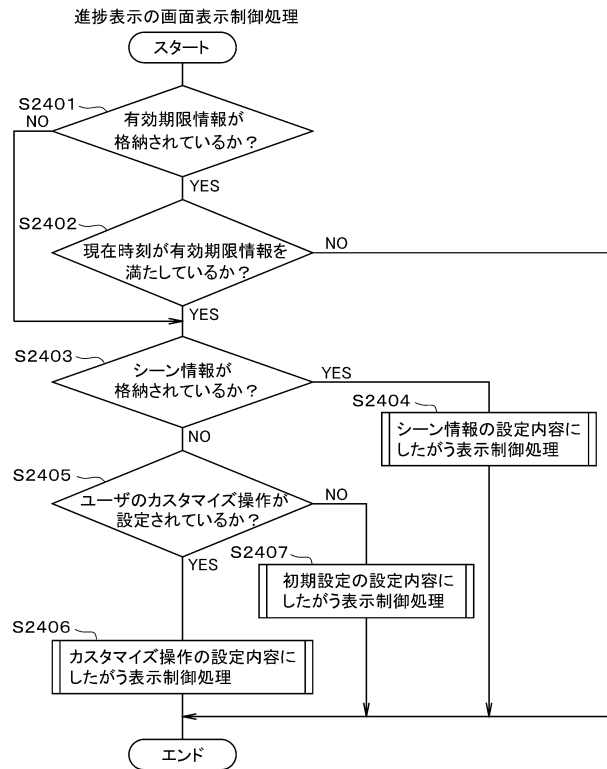 進捗表示の画面表示制御処理
スタート
S2401
有効期限情報が
格納されているか?
NO
YES
S2402
現在時刻が有効期限情報を
満たしているか?
NO
YES
S2403
シーン情報が
格納されているか?
YES
NO
S2404
シーン情報の設定内容に
したがう表示制御処理
S2405
ユーザのカスタマイズ操作が
設定されているか?
NO
YES
S2407
初期設定の設定内容に
したがう表示制御処理
S2406
カスタマイズ操作の設定内容に
したがう表示制御処理
エンド